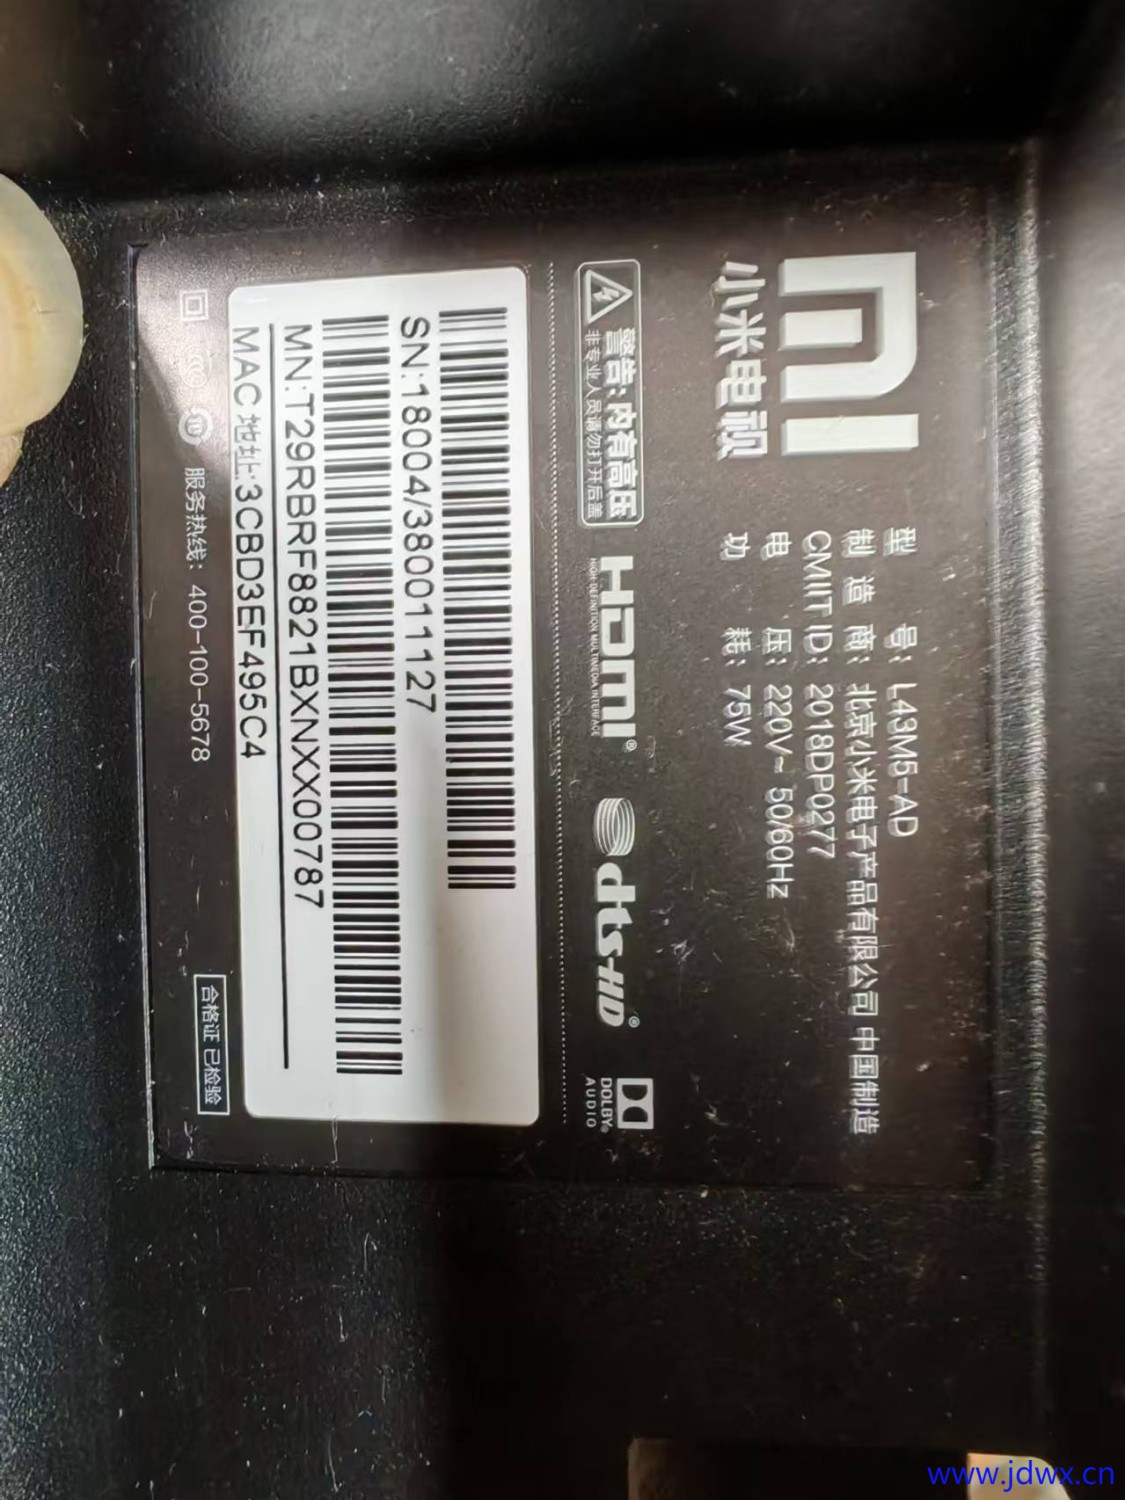 MI
小米电视
型 号: L43M5-AD
制 造 商: 北京小米电子产品有限公司 中国制造
CMIIT ID: 2018DP0277
电 压: 220V~ 50/60Hz
功 耗: 75W
警告: 内有高压
非专业人员请勿打开后盖
HDMI®
HIGH-DEFINITION MULTIMEDIA INTERFACE
dts-HD®
DOLBY®
AUDIO
SN:18004/380011127
MN:T29RBRF8821BXNXX00787
MAC 地址:3CBD3EF495C4
10 服务热线: 400-100-5678
合格证 已检验
www.jdwx.cn